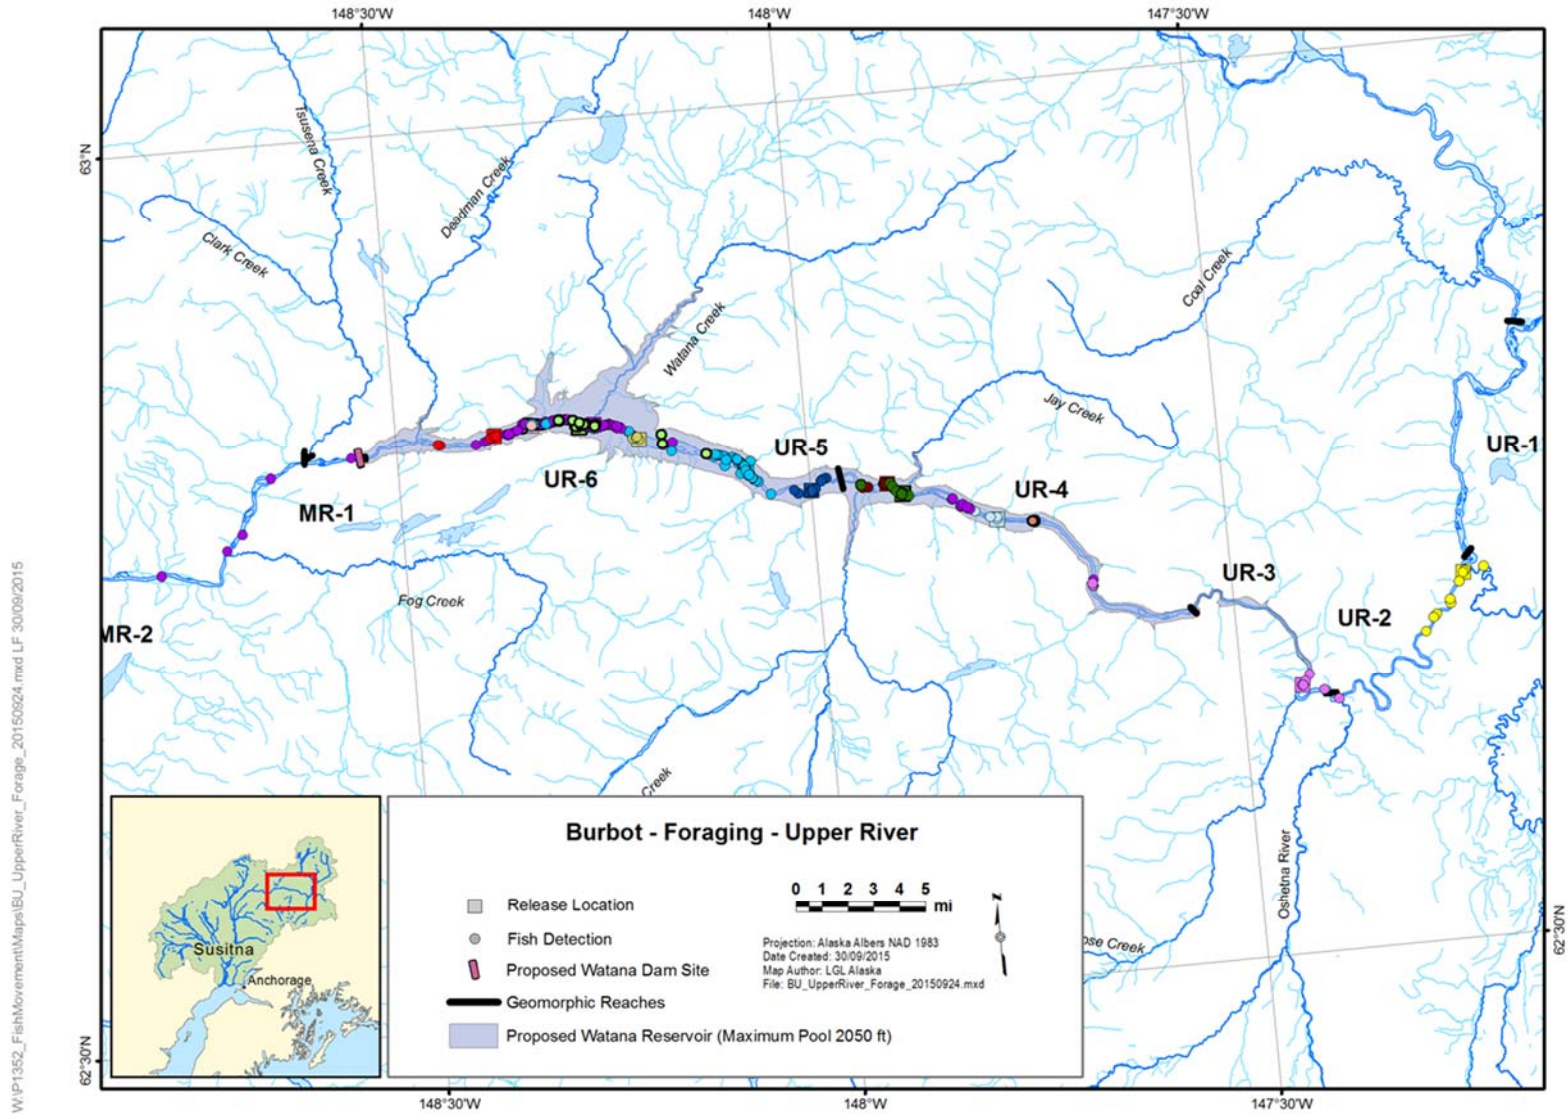 148°30'W
148°W
147°30'W
63°N
Tsusena Creek
Deadman Creek
Clark Creek
Coal Creek
Watana Creek
Jay Creek
UR-1
UR-5
UR-6
UR-4
MR-1
UR-3
Fog Creek
UR-2
MR-2
W:\P1352_FishMovement\Maps\BU_UpperRiver_Forage_20150924.mxd LF 30/09/2015
Creek
Burbot - Foraging - Upper River
Release Location
Fish Detection
Proposed Watana Dam Site
Geomorphic Reaches
Proposed Watana Reservoir (Maximum Pool 2050 ft)
0 1 2 3 4 5
mi
Projection: Alaska Albers NAD 1983
Date Created: 30/09/2015
Map Author: LGL Alaska
File: BU_UpperRiver_Forage_20150924.mxd
N
Susitna
Anchorage
Oshetna River
ose Creek
62°30'N
62°30'N
148°30'W
148°W
147°30'W